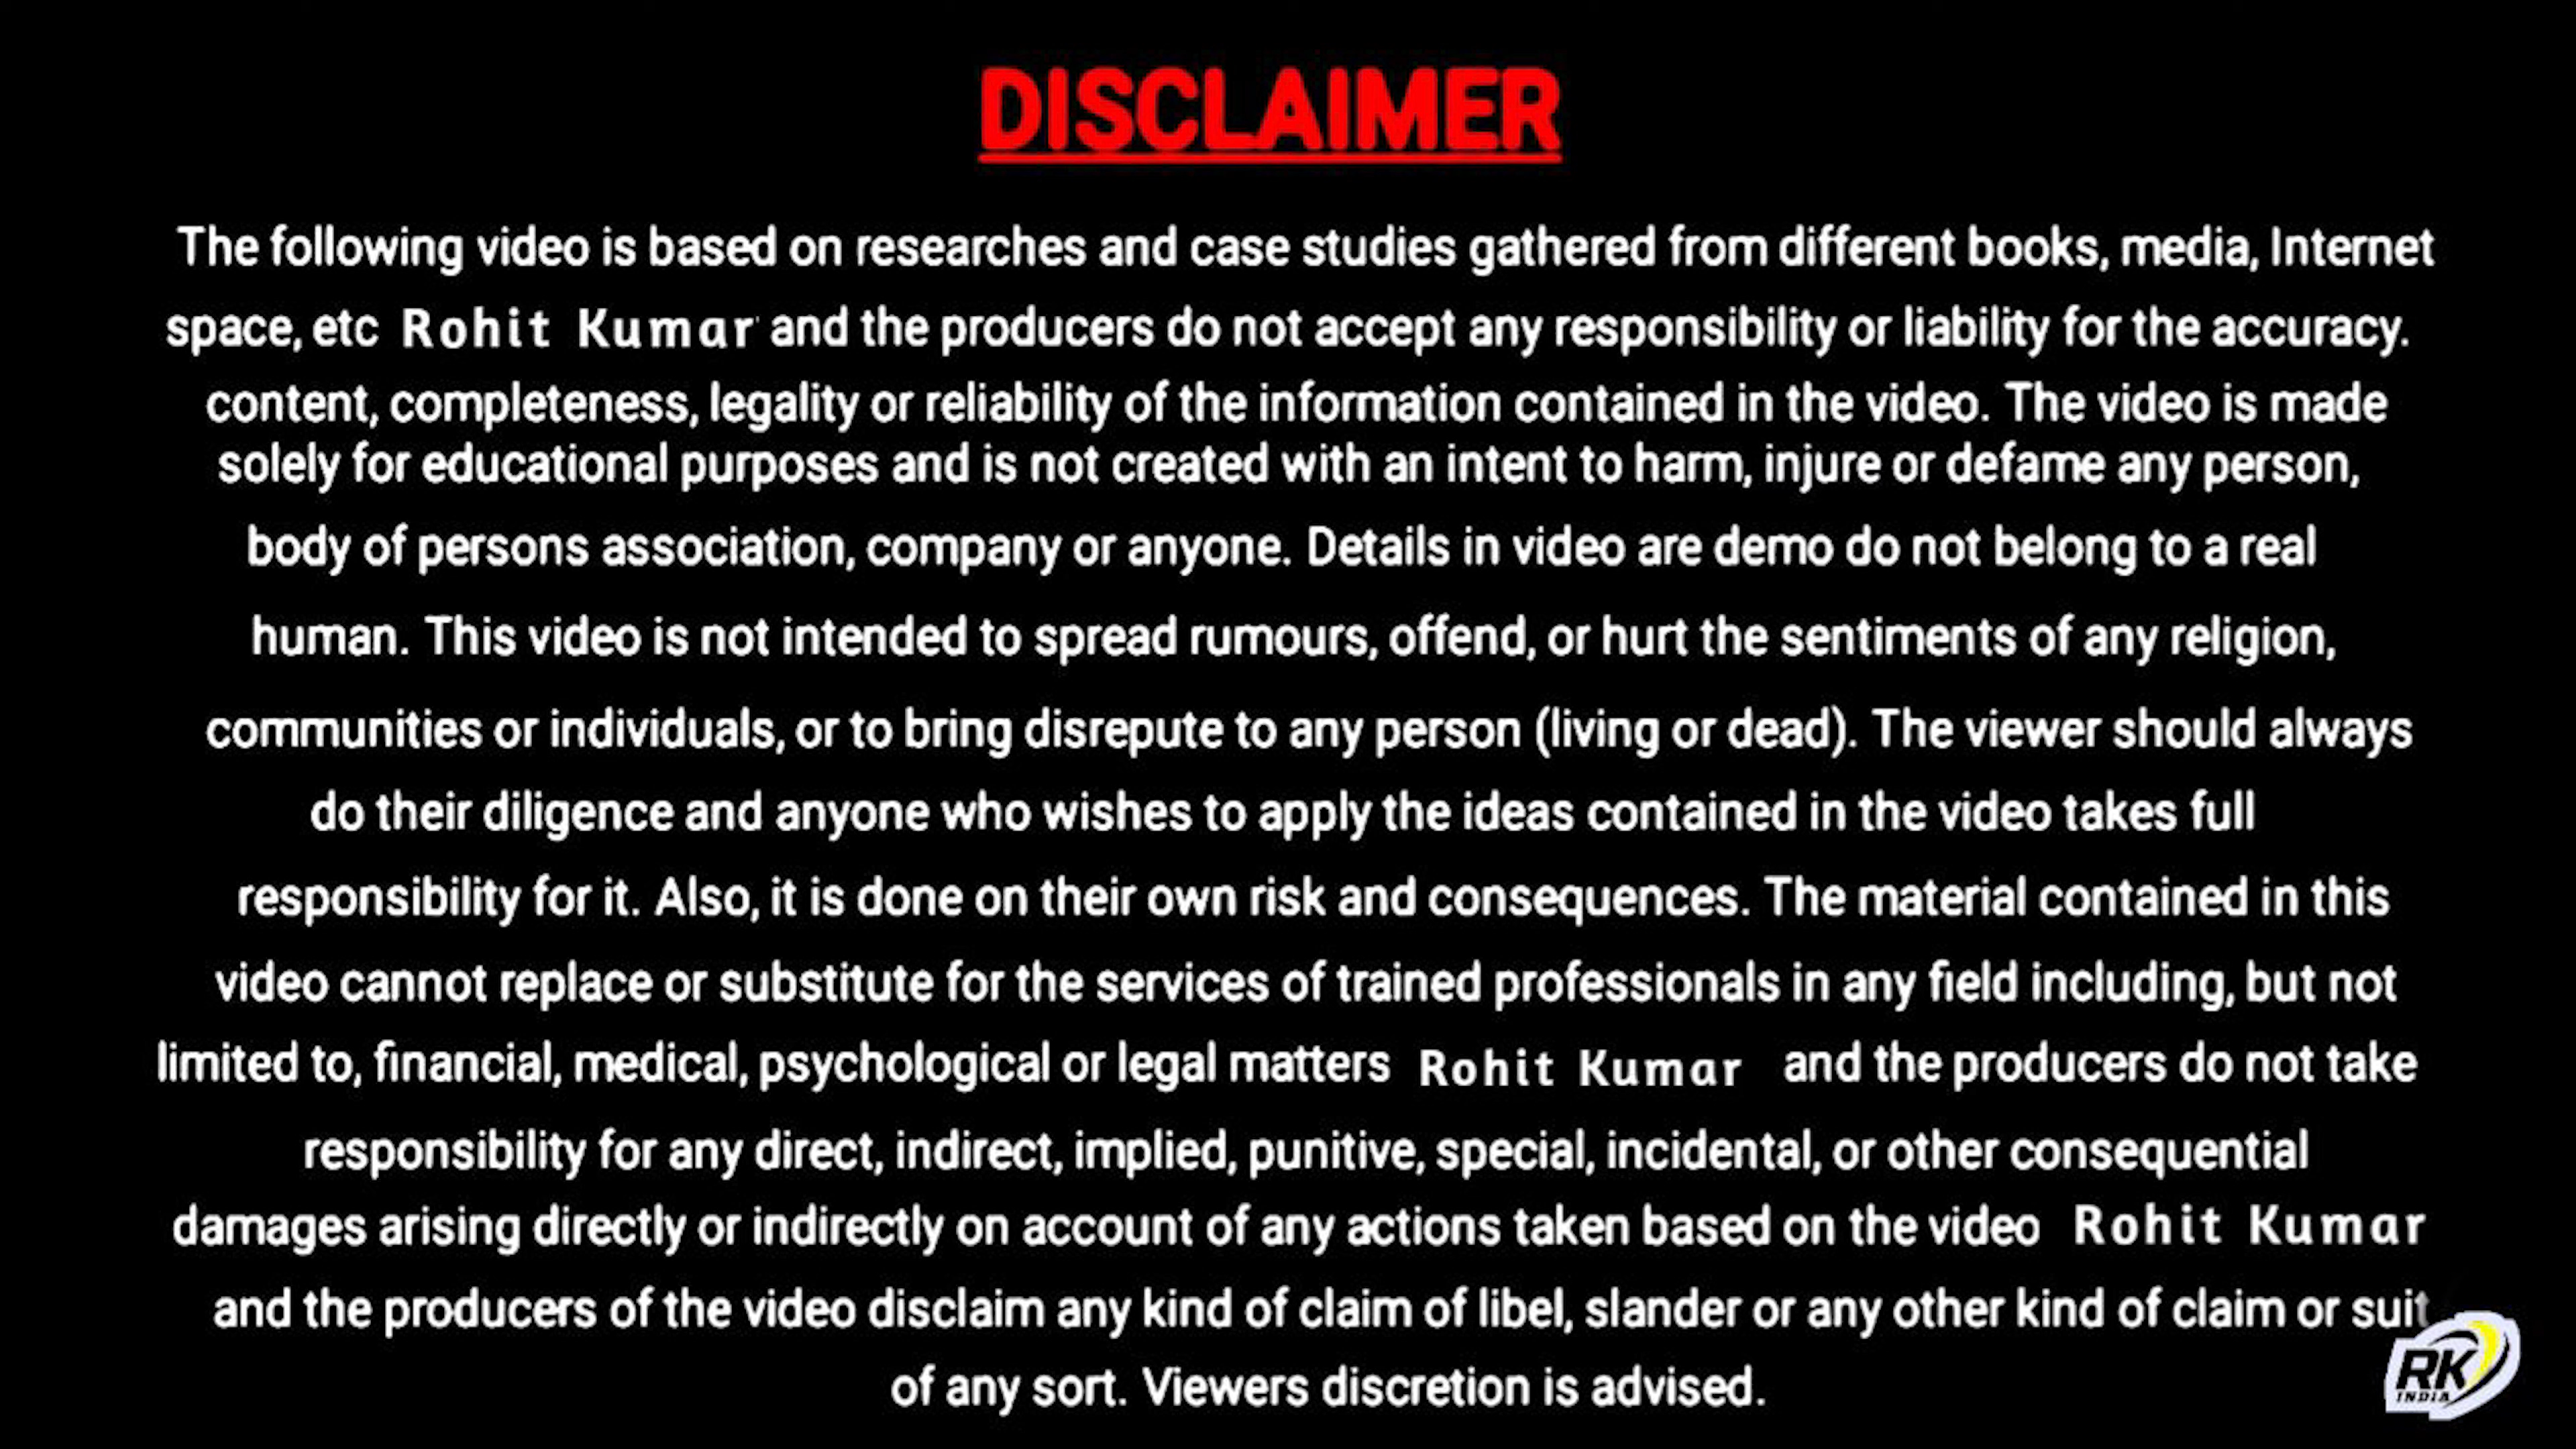 DISCLAIMER
The following video is based on researches and case studies gathered from different books, media, Internet
space, etc Rohit Kumar and the producers do not accept any responsibility or liability for the accuracy.
content, completeness, legality or reliability of the information contained in the video. The video is made
solely for educational purposes and is not created with an intent to harm, injure or defame any person,
body of persons association, company or anyone. Details in video are demo do not belong to a real
human. This video is not intended to spread rumours, offend, or hurt the sentiments of any religion,
communities or individuals, or to bring disrepute to any person (living or dead). The viewer should always
do their diligence and anyone who wishes to apply the ideas contained in the video takes full
responsibility for it. Also, it is done on their own risk and consequences. The material contained in this
video cannot replace or substitute for the services of trained professionals in any field including, but not
limited to, financial, medical, psychological or legal matters Rohit Kumar and the producers do not take
responsibility for any direct, indirect, implied, punitive, special, incidental, or other consequential
damages arising directly or indirectly on account of any actions taken based on the video Rohit Kumar
and the producers of the video disclaim any kind of claim of libel, slander or any other kind of claim or suit
of any sort. Viewers discretion is advised.
RK
INDIA